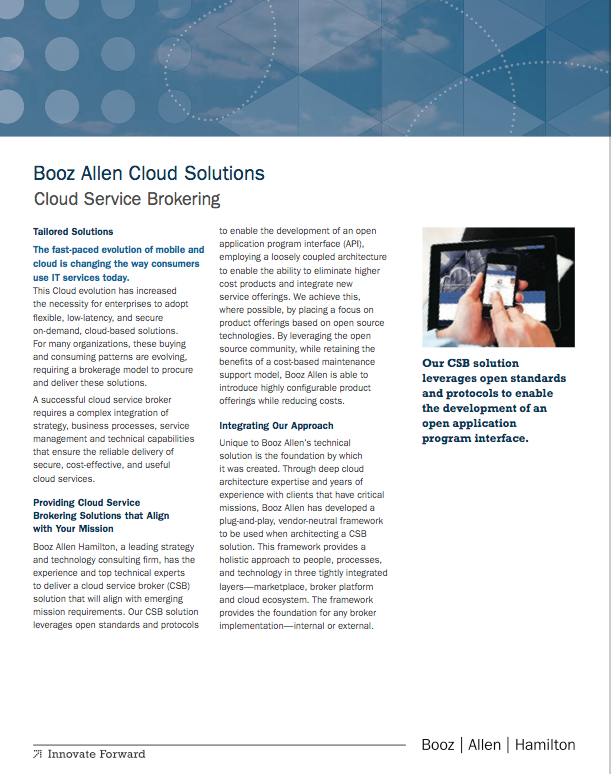 Booz Allen Cloud Solutions
Cloud Service Brokering
Tailored Solutions
The fast-paced evolution of mobile and
cloud is changing the way consumers
use IT services today.
This Cloud evolution has increased
the necessity for enterprises to adopt
flexible, low-latency, and secure
on-demand, cloud-based solutions.
For many organizations, these buying
and consuming patterns are evolving,
requiring a brokerage model to procure
and deliver these solutions.
A successful cloud service broker
requires a complex integration of
strategy, business processes, service
management and technical capabilities
that ensure the reliable delivery of
secure, cost-effective, and useful
cloud services.
Providing Cloud Service
Brokering Solutions that Align
with Your Mission
Booz Allen Hamilton, a leading strategy
and technology consulting firm, has the
experience and top technical experts
to deliver a cloud service broker (CSB)
solution that will align with emerging
mission requirements. Our CSB solution
leverages open standards and protocols
to enable the development of an open
application program interface (API),
employing a loosely coupled architecture
to enable the ability to eliminate higher
cost products and integrate new
service offerings. We achieve this,
where possible, by placing a focus on
product offerings based on open source
technologies. By leveraging the open
source community, while retaining the
benefits of a cost-based maintenance
support model, Booz Allen is able to
introduce highly configurable product
offerings while reducing costs.
Integrating Our Approach
Unique to Booz Allen's technical
solution is the foundation by which
it was created. Through deep cloud
architecture expertise and years of
experience with clients that have critical
missions, Booz Allen has developed a
plug-and-play, vendor-neutral framework
to be used when architecting a CSB
solution. This framework provides a
holistic approach to people, processes,
and technology in three tightly integrated
layers—marketplace, broker platform
and cloud ecosystem. The framework
provides the foundation for any broker
implementation—internal or external.
Our CSB solution
leverages open standards
and protocols to enable
the development of an
open application
program interface.
Innovate Forward
Booz | Allen | Hamilton